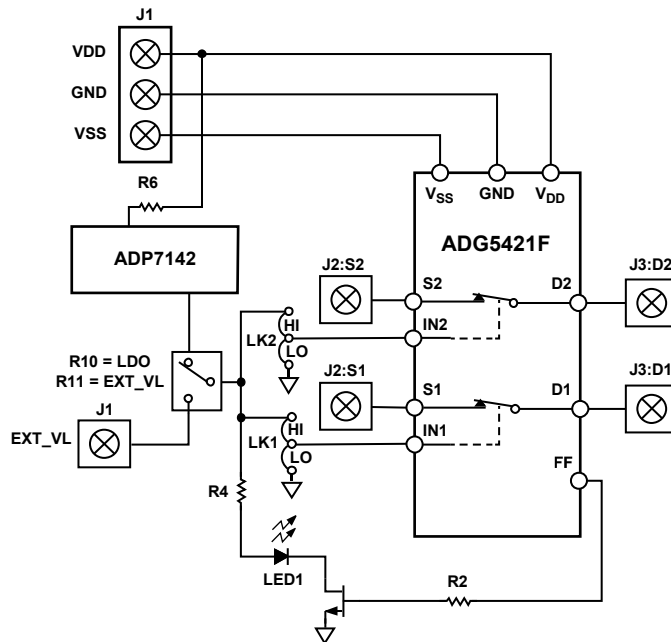 J1
VDD
GND
VSS
R6
VSS GND VDD
ADP7142
ADG5421F
J2:S2
S2
D2
J3:D2
HI
LK2
LO
IN2
R10 = LDO
R11 = EXT_VL
J2:S1
S1
D1
J3:D1
J1
EXT_VL
HI
LK1
LO
IN1
FF
R4
LED1
R2